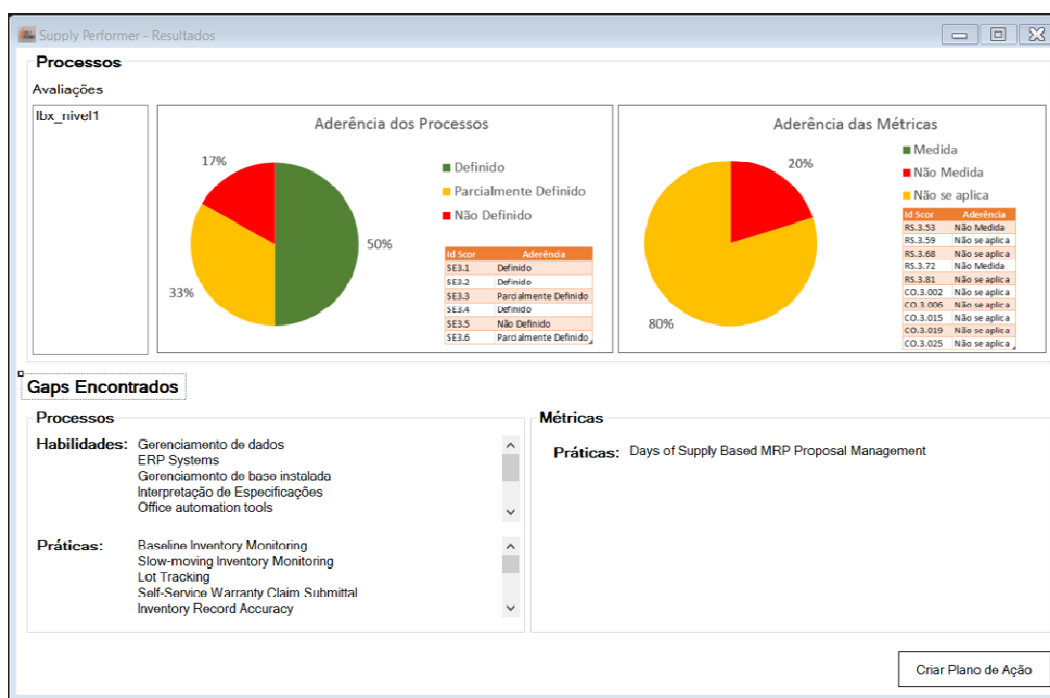 Supply Performer - Resultados
Processos
Avaliações
lbx_nivel1
Aderência dos Processos
17%
50%
33%
Definido
Parcialmente Definido
Não Definido
Id Scor Aderência
SE3.1 Definido
SE3.2 Definido
SE3.3 Parcialmente Definido
SE3.4 Definido
SE3.5 Não Definido
SE3.6 Parcialmente Definido
Aderência das Métricas
20%
80%
Medida
Não Medida
Não se aplica
Id Scor Aderência
RS.3.53 Não Medida
RS.3.59 Não se aplica
RS.3.68 Não se aplica
RS.3.72 Não Medida
RS.3.81 Não se aplica
CO.3.002 Não se aplica
CO.3.006 Não se aplica
CO.3.015 Não se aplica
CO.3.019 Não se aplica
CO.3.025 Não se aplica
Gaps Encontrados
Processos
Habilidades: Gerenciamento de dados
ERP Systems
Gerenciamento de base instalada
Interpretação de Especificações
Office automation tools
Práticas: Baseline Inventory Monitoring
Slow-moving Inventory Monitoring
Lot Tracking
Self-Service Warranty Claim Submittal
Inventory Record Accuracy
Métricas
Práticas: Days of Supply Based MRP Proposal Management
Criar Plano de Ação